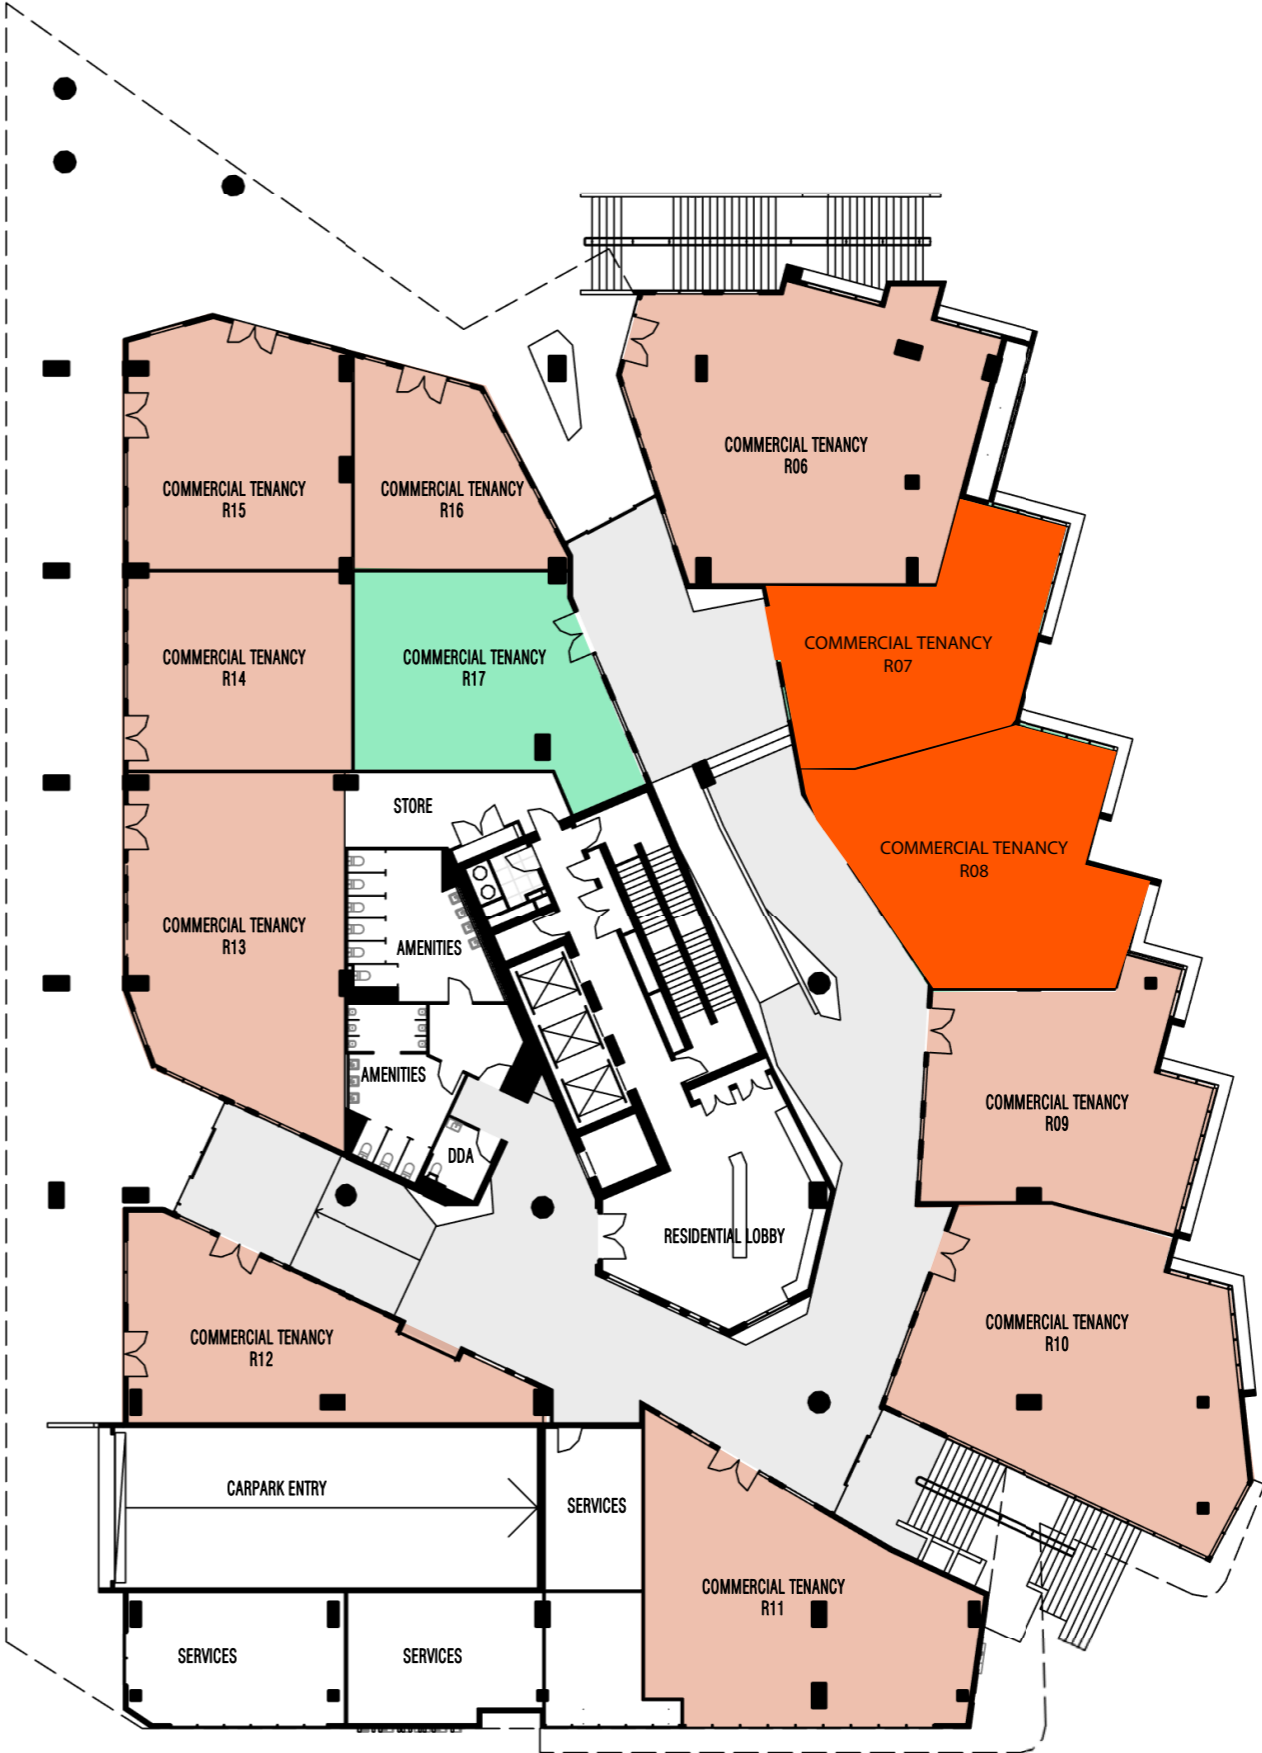 COMMERCIAL TENANCY
R06
COMMERCIAL TENANCY
R15
COMMERCIAL TENANCY
R16
COMMERCIAL TENANCY
R07
COMMERCIAL TENANCY
R14
COMMERCIAL TENANCY
R17
STORE
COMMERCIAL TENANCY
R08
COMMERCIAL TENANCY
R13
AMENITIES
AMENITIES
COMMERCIAL TENANCY
R09
DDA
RESIDENTIAL LOBBY
COMMERCIAL TENANCY
R10
COMMERCIAL TENANCY
R12
CARPARK ENTRY
SERVICES
COMMERCIAL TENANCY
R11
SERVICES
SERVICES